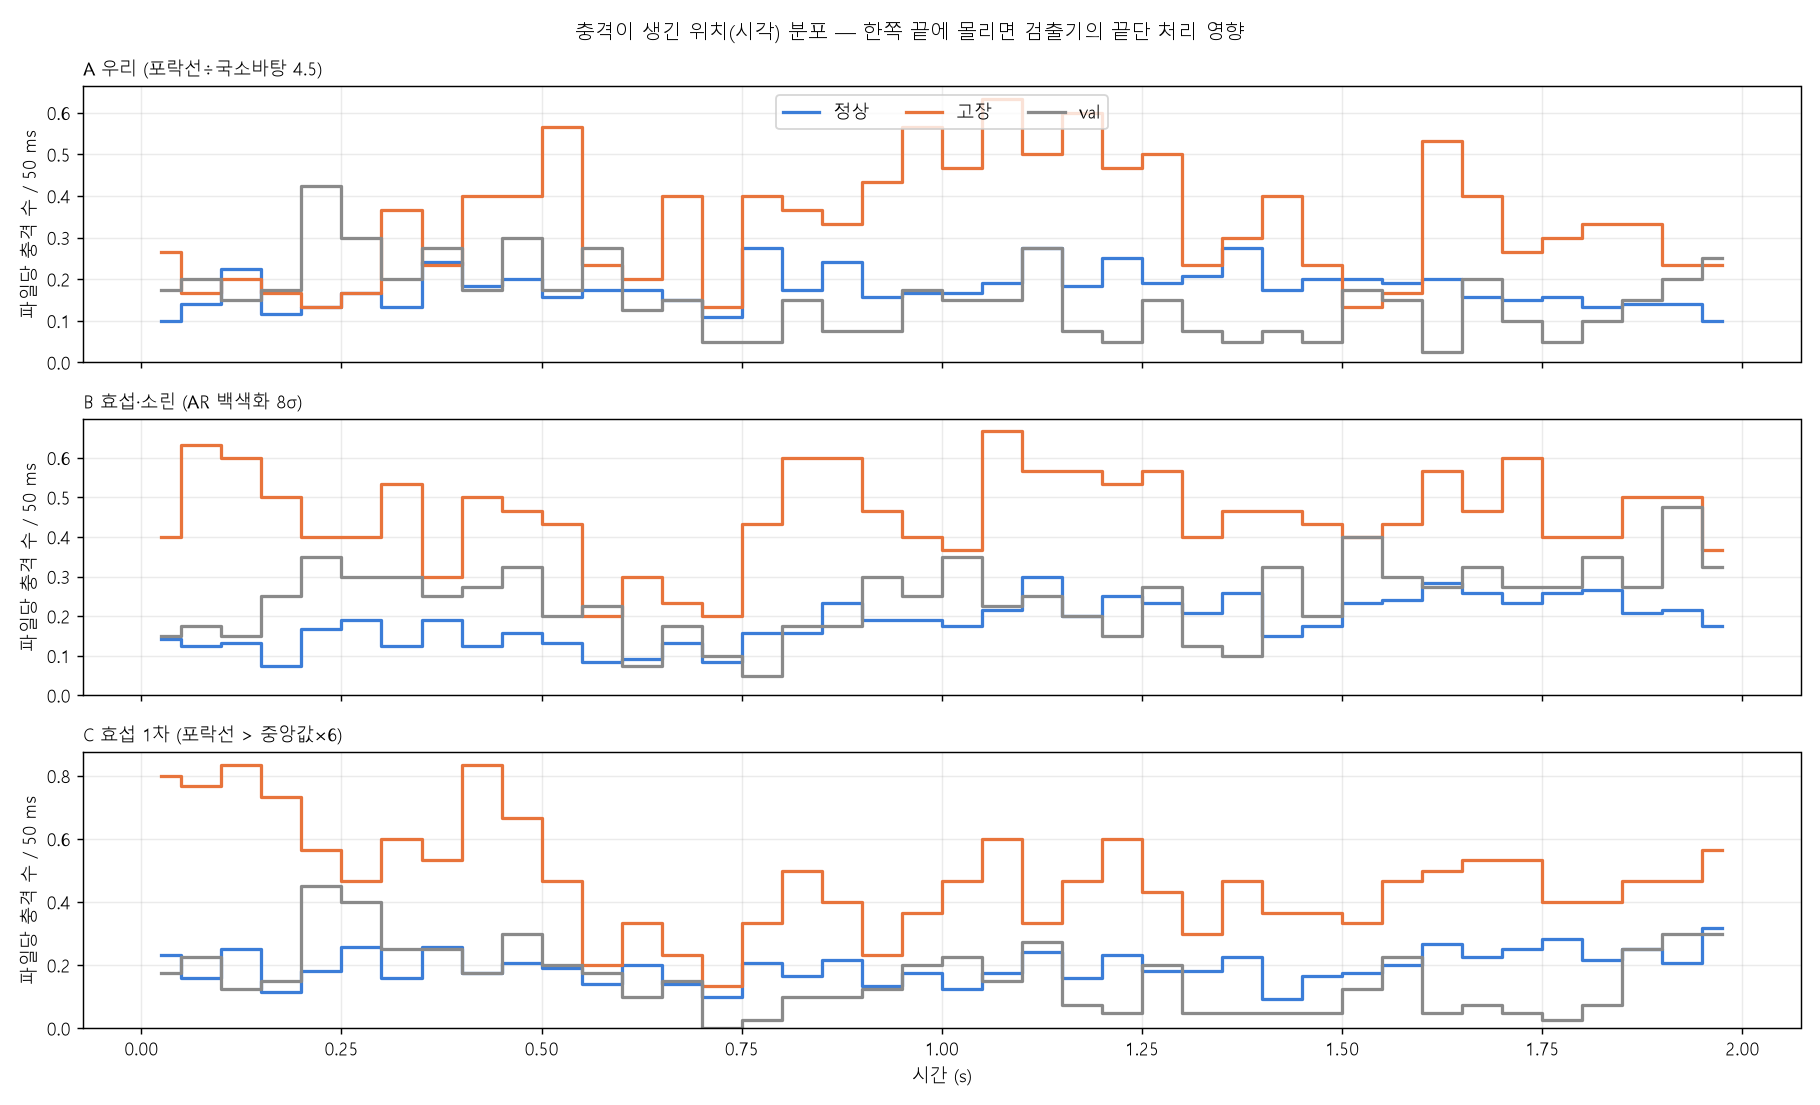 충격이 생긴 위치(시각) 분포 — 한쪽 끝에 몰리면 검출기의 끝단 처리 영향
A 우리 (포락선÷국소바탕 4.5)
정상 고장 val
파일당 충격 수 / 50 ms
0.6
0.5
0.4
0.3
0.2
0.1
0.0
B 효섭·소린 (AR 백색화 8σ)
파일당 충격 수 / 50 ms
0.6
0.5
0.4
0.3
0.2
0.1
0.0
C 효섭 1차 (포락선 > 중앙값×6)
파일당 충격 수 / 50 ms
0.8
0.6
0.4
0.2
0.0
0.00 0.25 0.50 0.75 1.00 1.25 1.50 1.75 2.00
시간 (s)